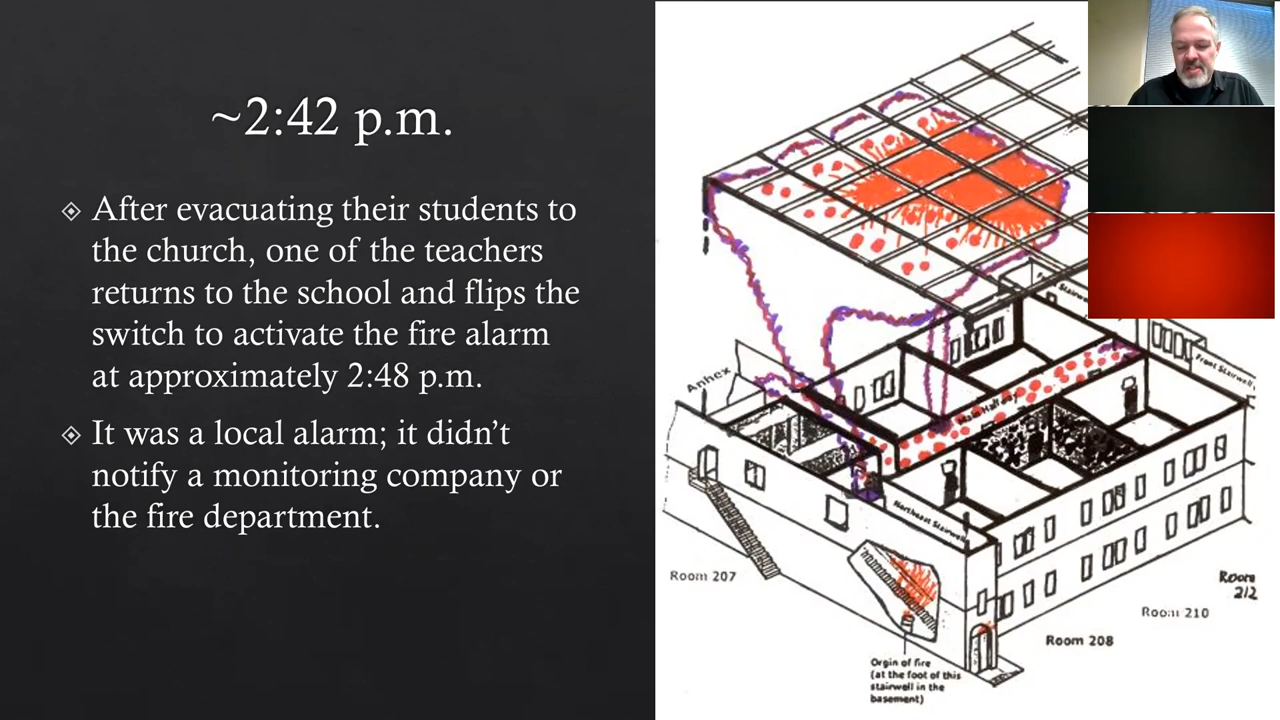 ~2:42 p.m.
After evacuating their students to
the church, one of the teachers
returns to the school and flips the
switch to activate the fire alarm
at approximately 2:48 p.m.
It was a local alarm; it didn't
notify a monitoring company or
the fire department.
Front Stairwell
Annex
Main Hallway
Northeast Stairwell
Room 207
Room
212
Room 210
Room 208
Orgin of fire
(at the foot of this
stairwell in the
basement)